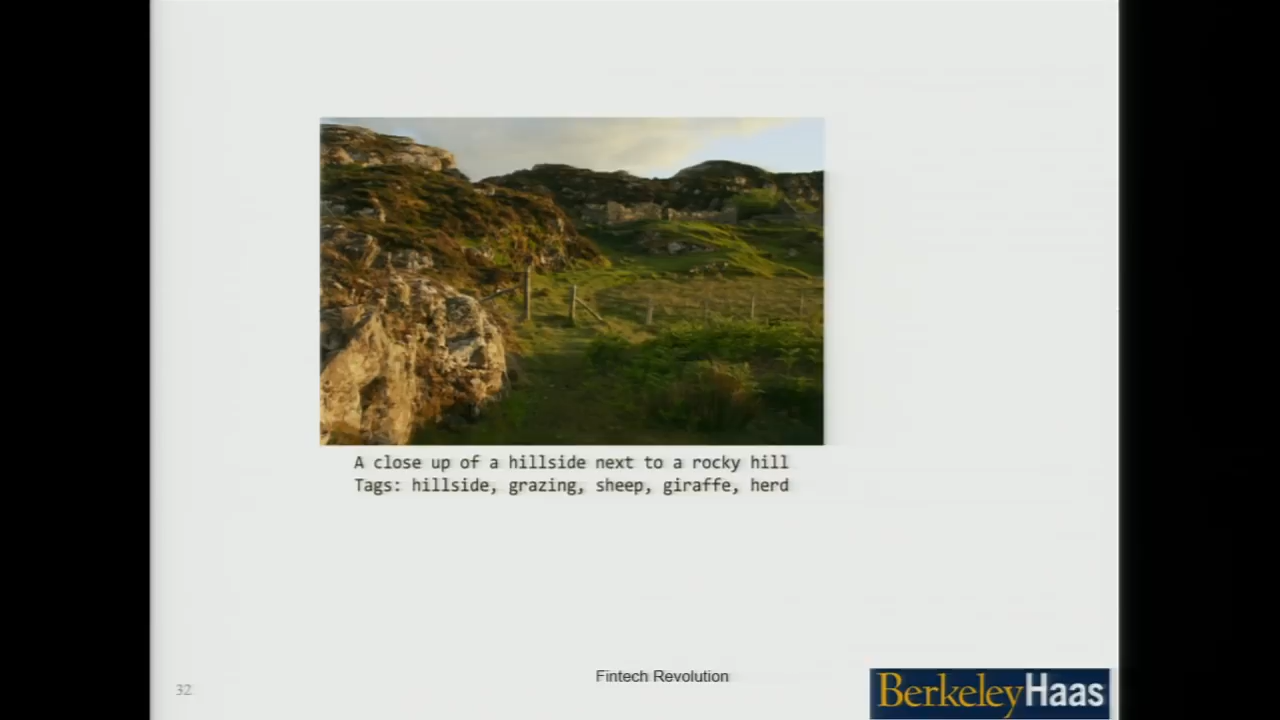 A close up of a hillside next to a rocky hill
Tags: hillside, grazing, sheep, giraffe, herd
Fintech Revolution
32
BerkeleyHaas